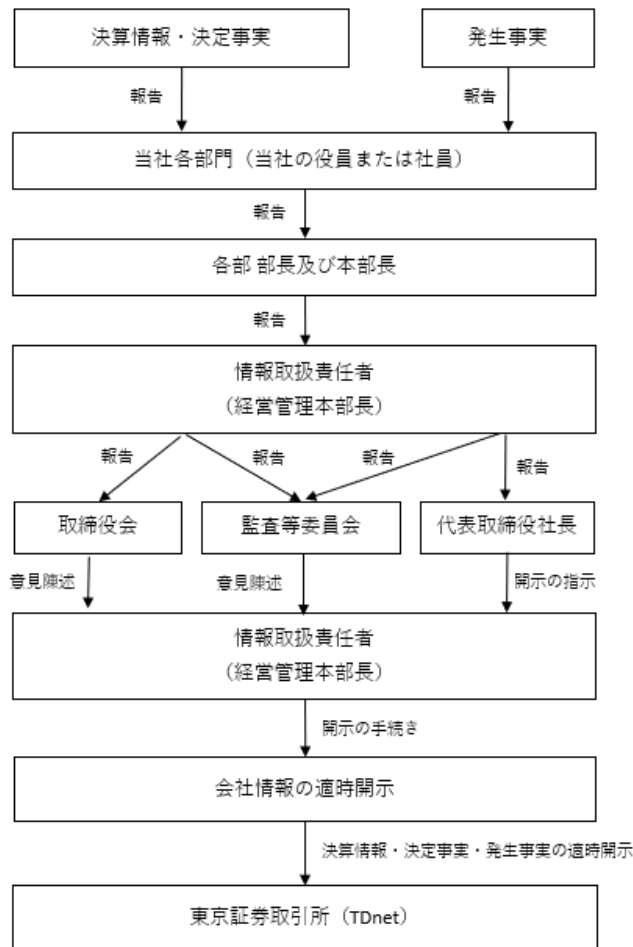 決算情報・決定事実
発生事実
報告
報告
当社各部門（当社の役員または社員）
報告
各部 部長及び本部長
報告
情報取扱責任者
（経営管理本部長）
報告
報告
報告
報告
取締役会
監査等委員会
代表取締役社長
意見陳述
意見陳述
開示の指示
情報取扱責任者
（経営管理本部長）
開示の手続き
会社情報の適時開示
決算情報・決定事実・発生事実の適時開示
東京証券取引所（TDnet）